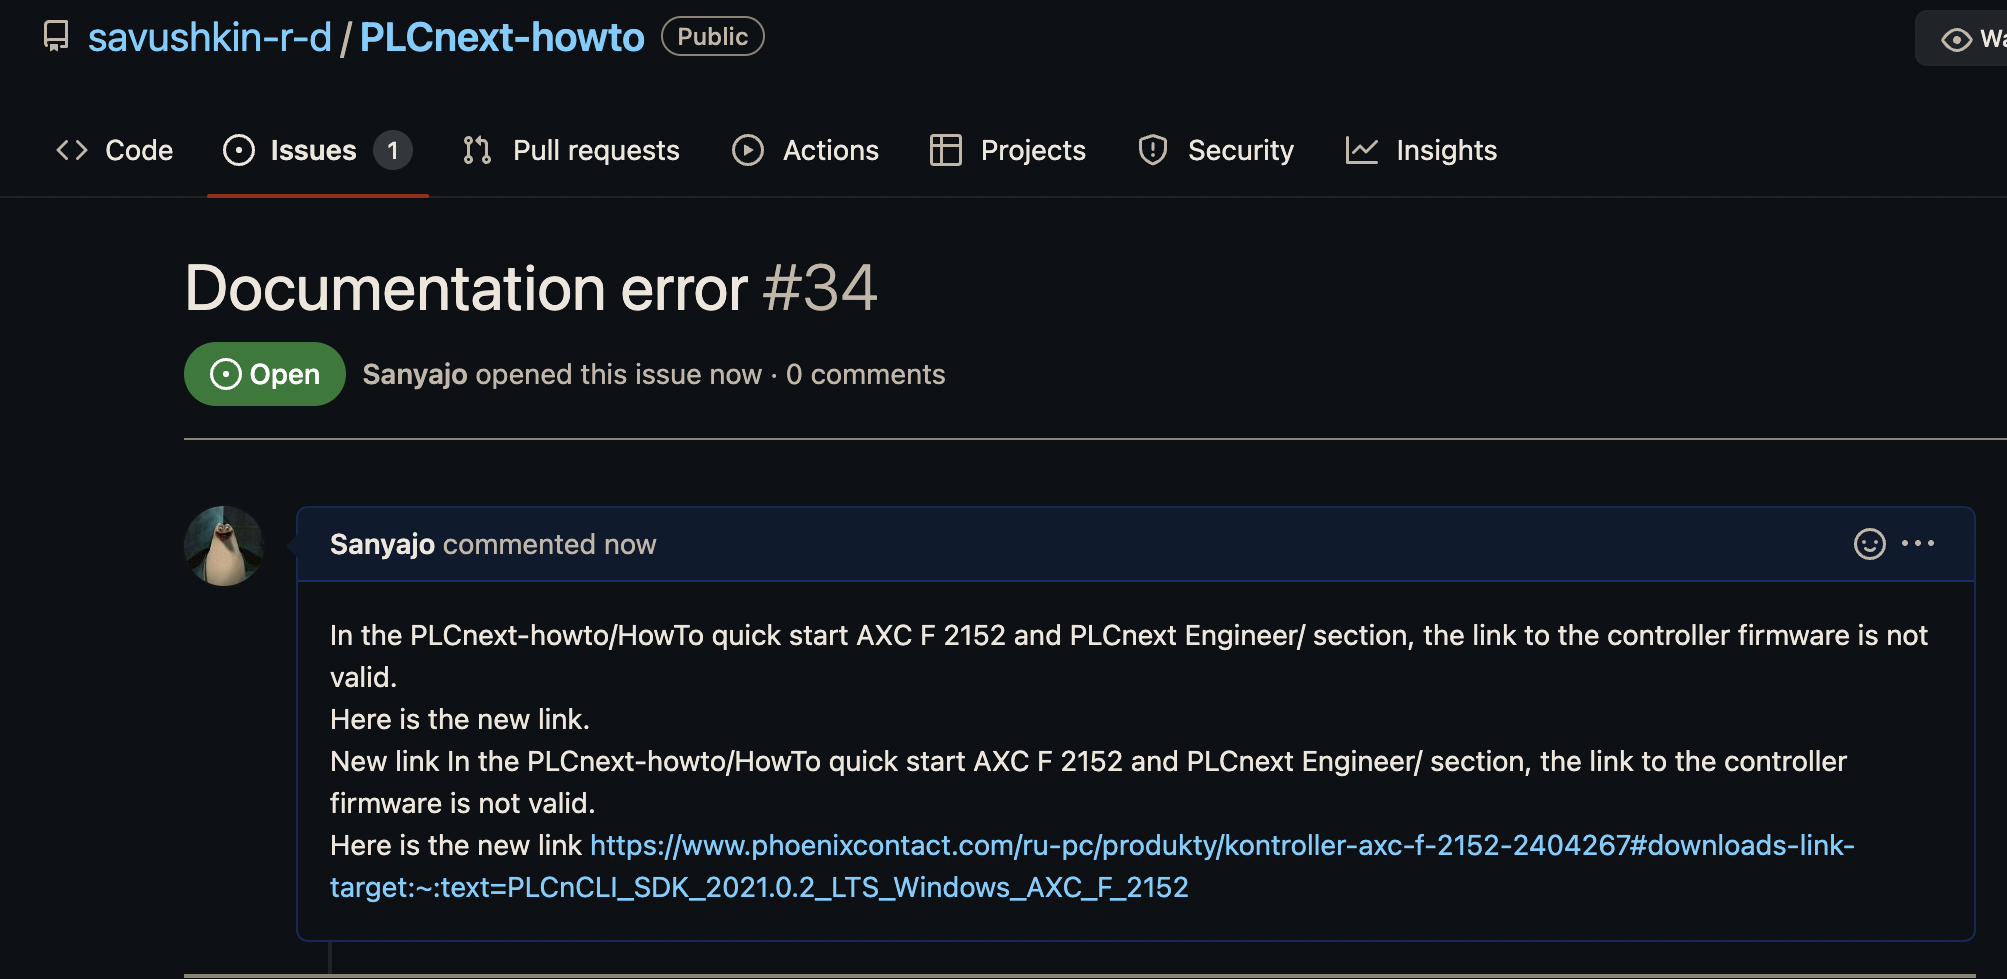 savushkin-r-d / PLCnext-howto Public
Code Issues 1 Pull requests Actions Projects Security Insights
Documentation error #34
Open Sanyajo opened this issue now · 0 comments
Sanyajo commented now
In the PLCnext-howto/HowTo quick start AXC F 2152 and PLCnext Engineer/ section, the link to the controller firmware is not
valid.
Here is the new link.
New link In the PLCnext-howto/HowTo quick start AXC F 2152 and PLCnext Engineer/ section, the link to the controller
firmware is not valid.
Here is the new link https://www.phoenixcontact.com/ru-pc/produkty/kontroller-axc-f-2152-2404267#downloads-link-
target:~:text=PLCnCLI_SDK_2021.0.2_LTS_Windows_AXC_F_2152